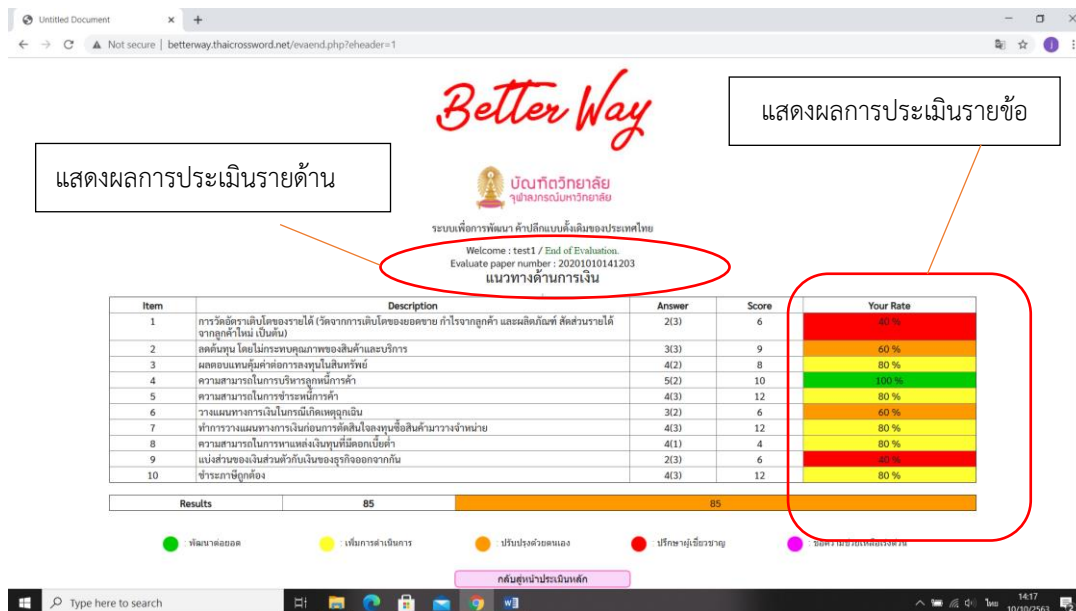 Untitled Document
Not secure | betterway.thaicrossword.net/evaend.php?eheader=1
Better Way
แสดงผลการประเมินรายข้อ
แสดงผลการประเมินรายด้าน
บัณฑิตวิทยาลัย
จุฬาลงกรณ์มหาวิทยาลัย
ระบบเพื่อการพัฒนา ค้าปลีกแบบดั้งเดิมของประเทศไทย
Welcome : test1 / End of Evaluation.
Evaluate paper number : 20201010141203
แนวทางด้านการเงิน
Item Description Answer Score Your Rate
1 การวัดอัตราเติบโตของรายได้ (วัดจากการเติบโตของยอดขาย กำไรจากลูกค้า และผลิตภัณฑ์ สัดส่วนรายได้ 2(3) 6 40 %
จากลูกค้าใหม่ เป็นต้น)
2 ลดต้นทุน โดยไม่กระทบคุณภาพของสินค้าและบริการ 3(3) 9 60 %
3 ผลตอบแทนคุ้มค่าต่อการลงทุนในสินทรัพย์ 4(2) 8 80 %
4 ความสามารถในการบริหารลูกหนี้การค้า 5(2) 10 100 %
5 ความสามารถในการชำระหนี้การค้า 4(3) 12 80 %
6 วางแผนทางการเงินในกรณีเกิดเหตุฉุกเฉิน 3(2) 6 60 %
7 ทำการวางแผนทางการเงินก่อนการตัดสินใจลงทุนซื้อสินค้ามาวางจำหน่าย 4(3) 12 80 %
8 ความสามารถในการหาแหล่งเงินทุนที่มีดอกเบี้ยต่ำ 4(1) 4 80 %
9 แบ่งส่วนของเงินส่วนตัวกับเงินของธุรกิจออกจากกัน 2(3) 6 40 %
10 ชำระภาษีถูกต้อง 4(3) 12 80 %
Results 85 85
: พัฒนาต่อยอด : เพิ่มการดำเนินการ : ปรับปรุงด้วยตนเอง : ปรึกษาผู้เชี่ยวชาญ : ขอความช่วยเหลือเร่งด่วน
กลับสู่หน้าประเมินหลัก
Type here to search
ไทย
14:17
10/10/2563